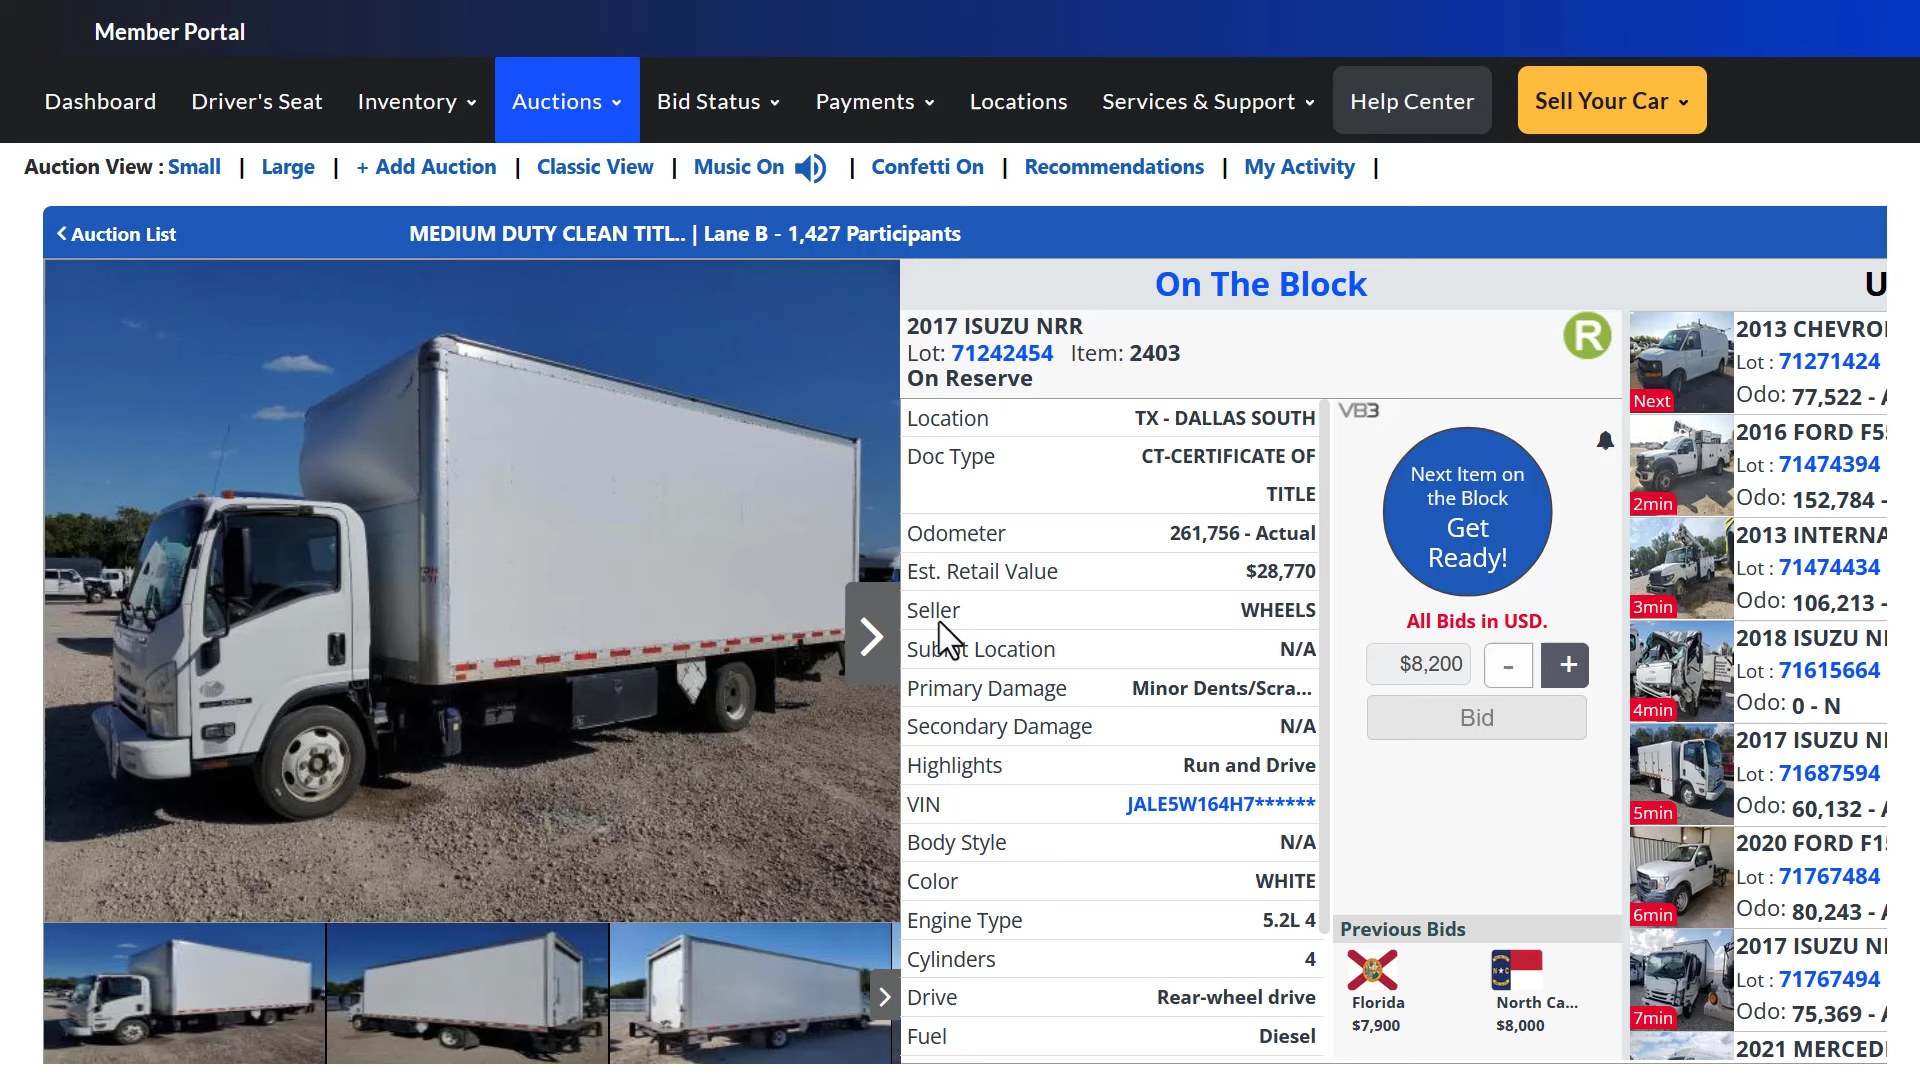 Member Portal
Dashboard
Driver's Seat
Inventory
Auctions
Bid Status
Payments
Locations
Services & Support
Help Center
Sell Your Car
Auction View : Small | Large | + Add Auction | Classic View | Music On | Confetti On | Recommendations | My Activity |
Auction List
MEDIUM DUTY CLEAN TITL.. | Lane B - 1,427 Participants
On The Block
2017 ISUZU NRR
Lot: 71242454 Item: 2403
On Reserve
R
Location TX - DALLAS SOUTH
Doc Type CT-CERTIFICATE OF
TITLE
Odometer 261,756 - Actual
Est. Retail Value $28,770
Seller WHEELS
Location N/A
Primary Damage Minor Dents/Scra...
Secondary Damage N/A
Highlights Run and Drive
VIN JALE5W164H7******
Body Style N/A
Color WHITE
Engine Type 5.2L 4
Cylinders 4
Drive Rear-wheel drive
Fuel Diesel
VB3
Next Item on
the Block
Get
Ready!
All Bids in USD.
$8,200 - +
Bid
Previous Bids
Florida
$7,900
North Ca...
$8,000
U
2013 CHEVRO
Lot : 71271424
Odo: 77,522 -
Next
2016 FORD F5
Lot : 71474394
Odo: 152,784 -
2min
2013 INTERNA
Lot : 71474434
Odo: 106,213 -
3min
2018 ISUZU N
Lot : 71615664
Odo: 0 - N
4min
2017 ISUZU N
Lot : 71687594
Odo: 60,132 -
5min
2020 FORD F1
Lot : 71767484
Odo: 80,243 -
6min
2017 ISUZU N
Lot : 71767494
Odo: 75,369 -
7min
2021 MERCED